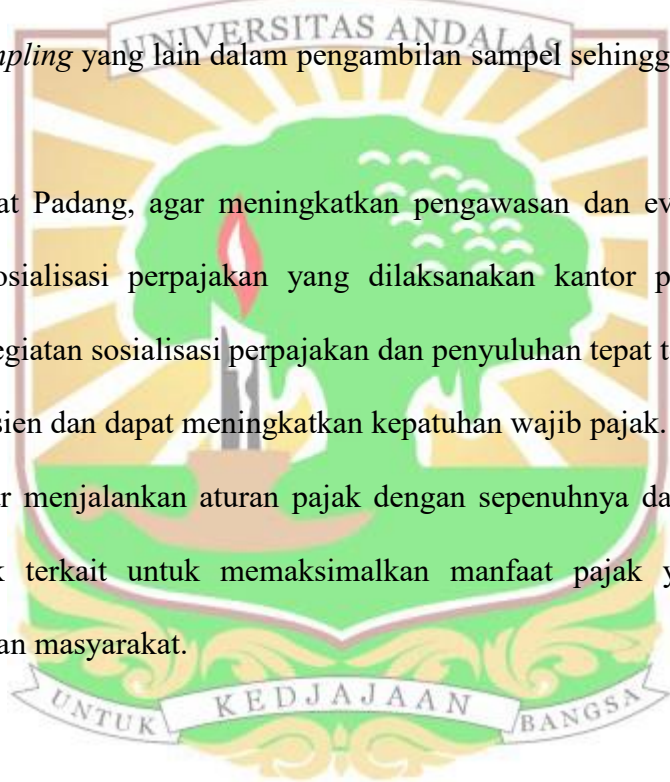 UNIVERSITAS ANDALAS
mpling yang lain dalam pengambilan sampel sehingg
at Padang, agar meningkatkan pengawasan dan ev
osialisasi perpajakan yang dilaksanakan kantor p
egiatan sosialisasi perpajakan dan penyuluhan tepat t
sien dan dapat meningkatkan kepatuhan wajib pajak.
r menjalankan aturan pajak dengan sepenuhnya da
k terkait untuk memaksimalkan manfaat pajak y
an masyarakat.
UNTUK KEDJAJAAN BANGSA